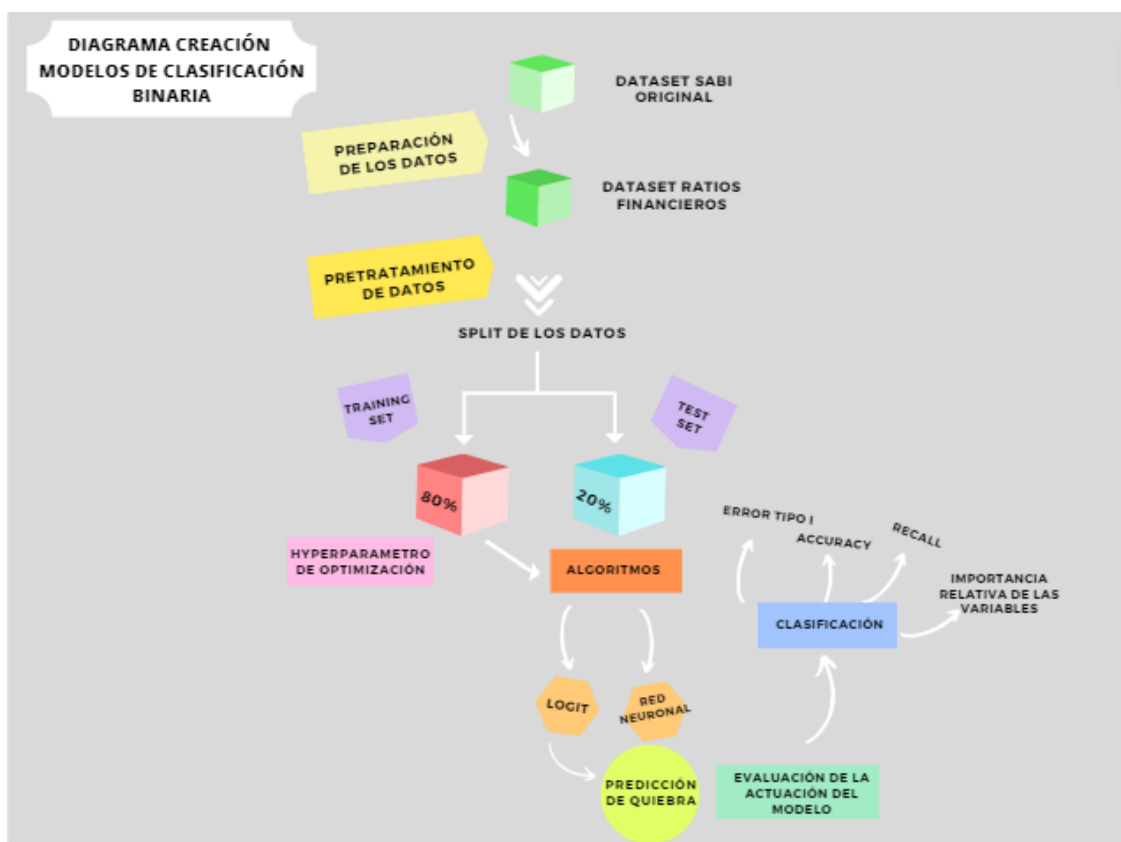 DIAGRAMA CREACIÓN
MODELOS DE CLASIFICACIÓN
BINARIA
DATASET SABI
ORIGINAL
PREPARACIÓN
DE LOS DATOS
DATASET RATIOS
FINANCIEROS
PRETRATAMIENTO
DE DATOS
SPLIT DE LOS DATOS
TRAINING
SET
TEST
SET
80%
20%
ERROR TIPO I
ACCURACY
RECALL
HYPERPARAMETRO
DE OPTIMIZACIÓN
ALGORITMOS
IMPORTANCIA
RELATIVA DE LAS
VARIABLES
CLASIFICACIÓN
LOGIT
RED
NEURONAL
PREDICCIÓN
DE QUIEBRA
EVALUACIÓN DE LA
ACTUACIÓN DEL
MODELO